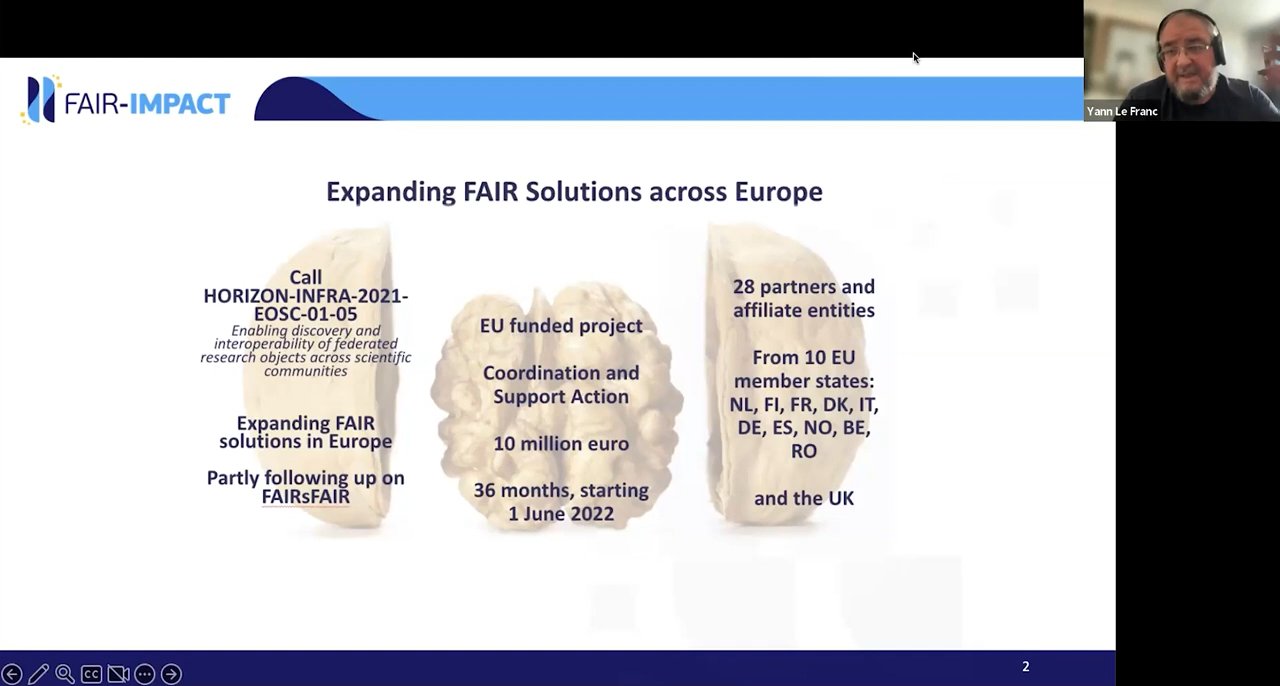 FAIR-IMPACT
Yann Le Franc
Expanding FAIR Solutions across Europe
Call
HORIZON-INFRA-2021-
EOSC-01-05
Enabling discovery and
interoperability of federated
research objects across scientific
communities
Expanding FAIR
solutions in Europe
Partly following up on
FAIRsFAIR
EU funded project
Coordination and
Support Action
10 million euro
36 months, starting
1 June 2022
28 partners and
affiliate entities
From 10 EU
member states:
NL, FI, FR, DK, IT,
DE, ES, NO, BE,
RO
and the UK
CC
2